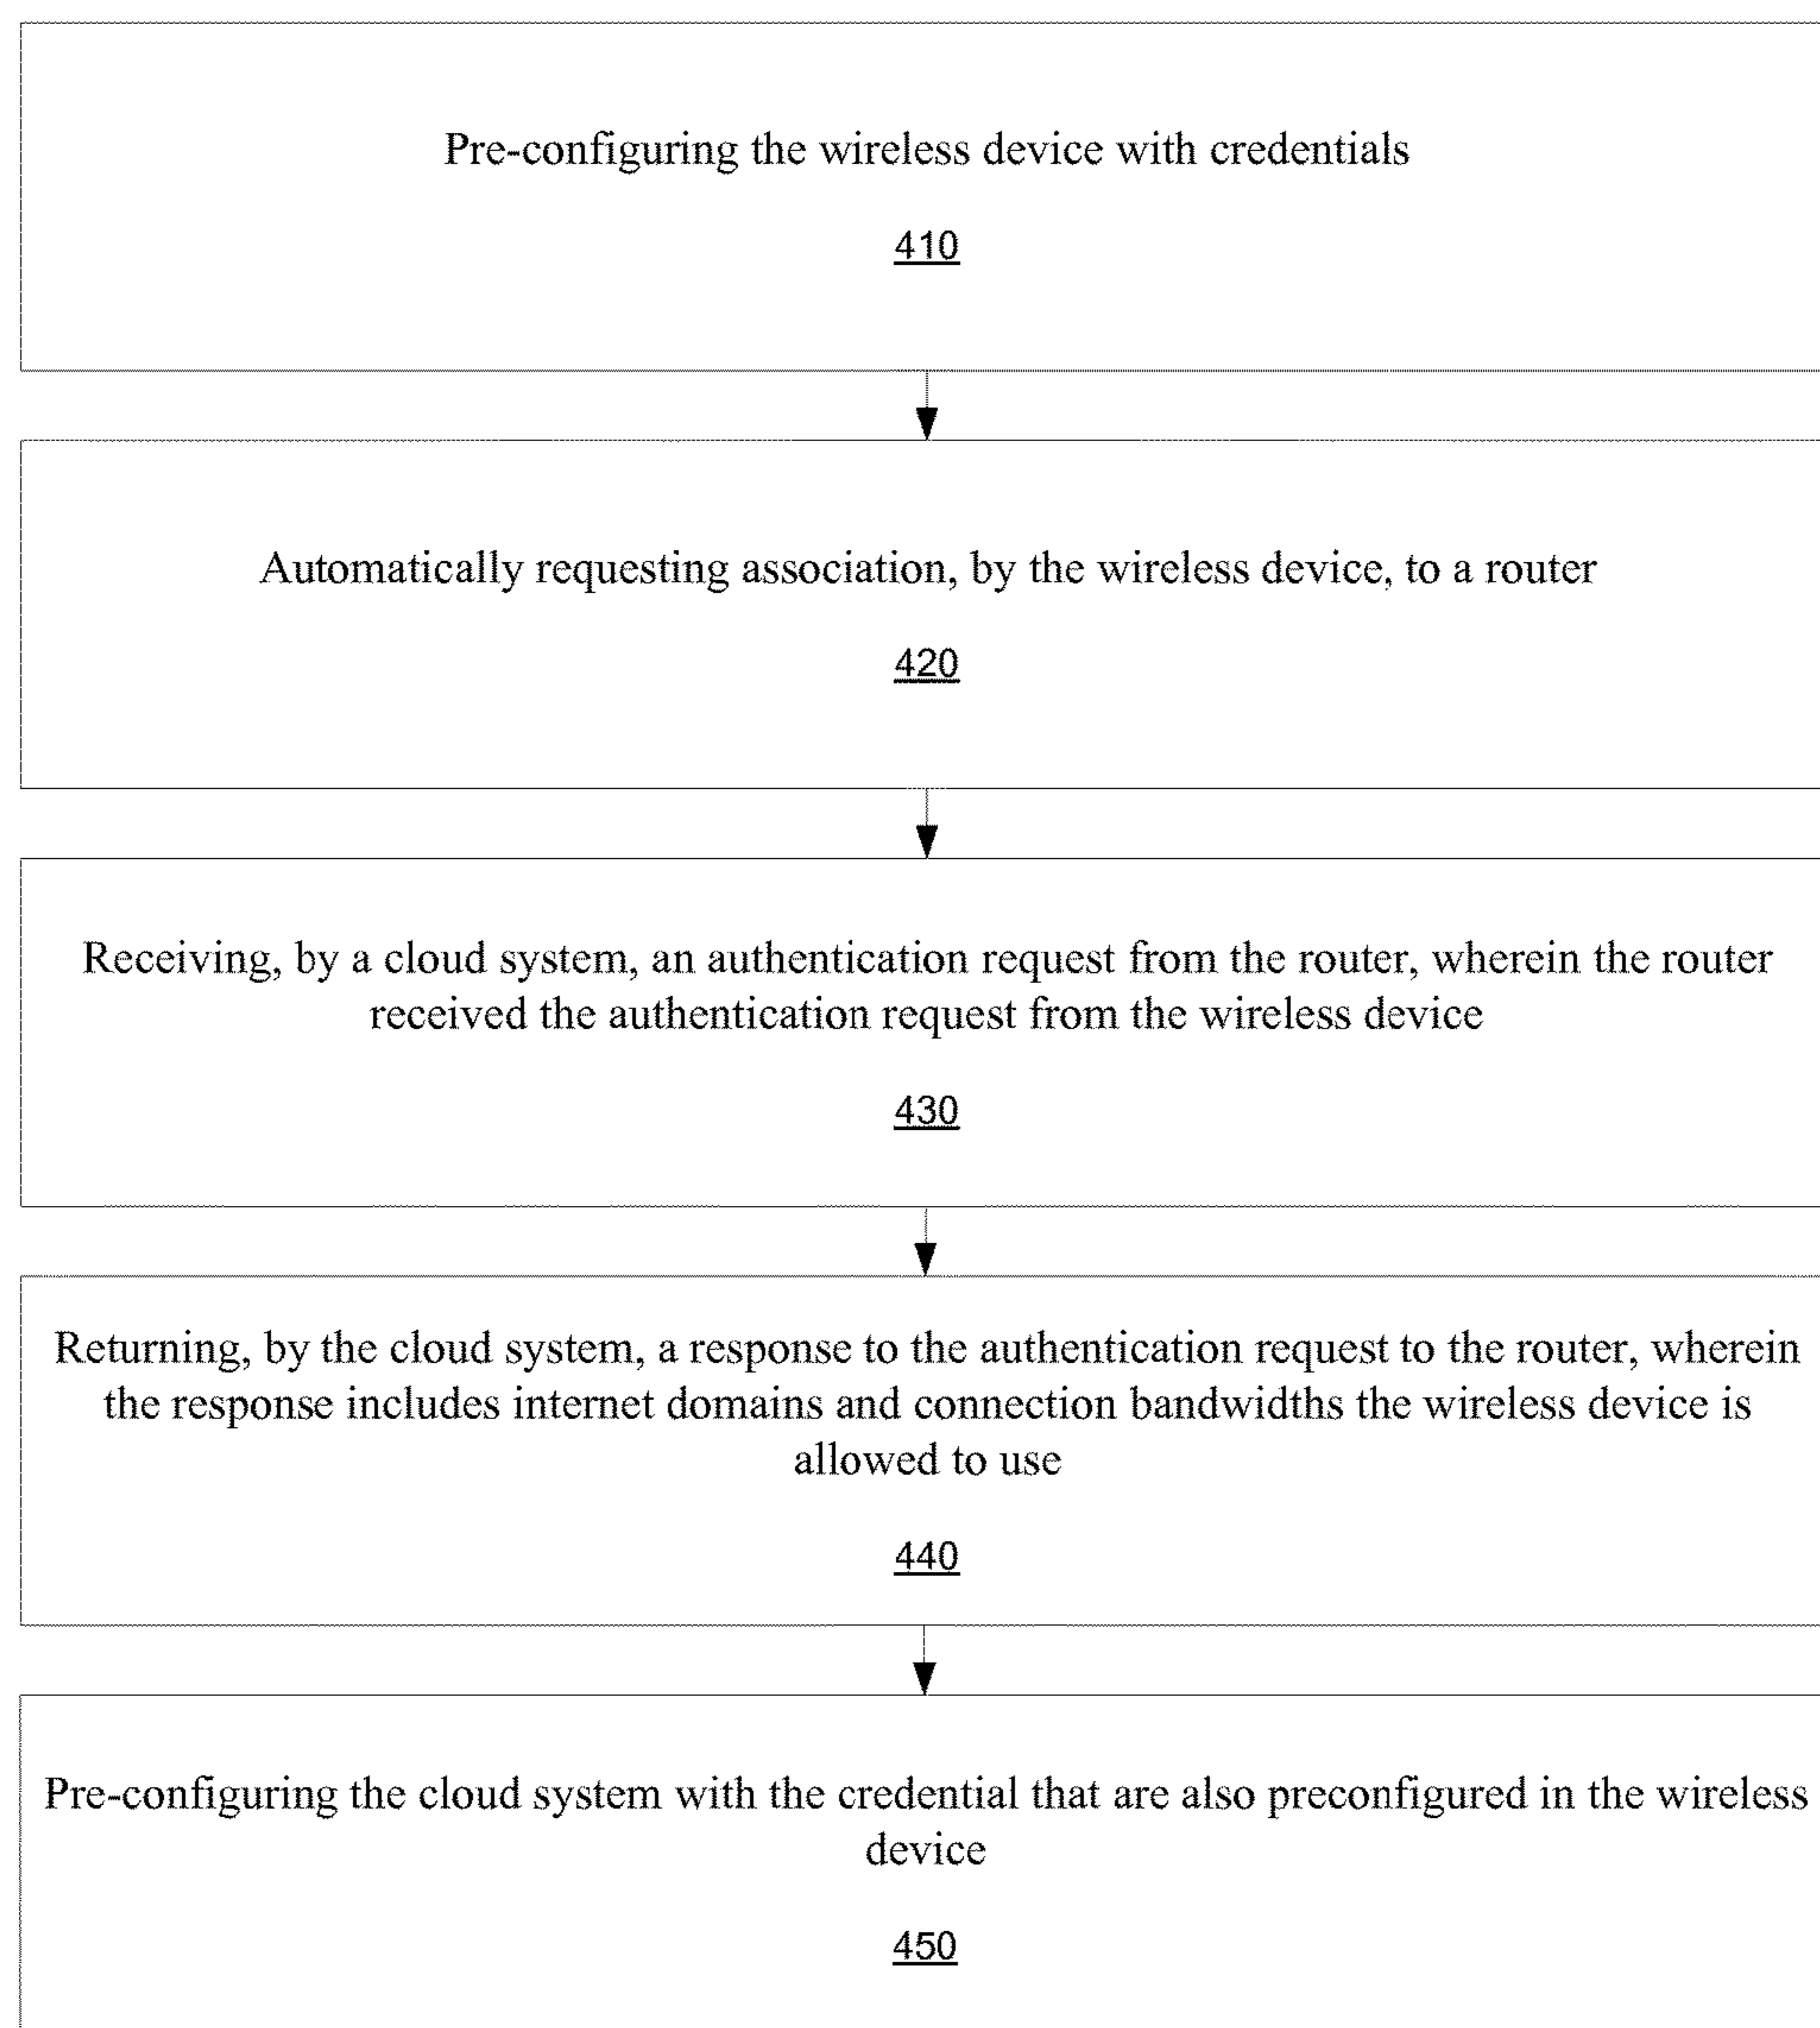 Pre-configuring the wireless device with credentials
410
Automatically requesting association, by the wireless device, to a router
420
Receiving, by a cloud system, an authentication request from the router, wherein the router
received the authentication request from the wireless device
430
Returning, by the cloud system, a response to the authentication request to the router, wherein
the response includes internet domains and connection bandwidths the wireless device is
allowed to use
440
Pre-configuring the cloud system with the credential that are also preconfigured in the wireless
device
450